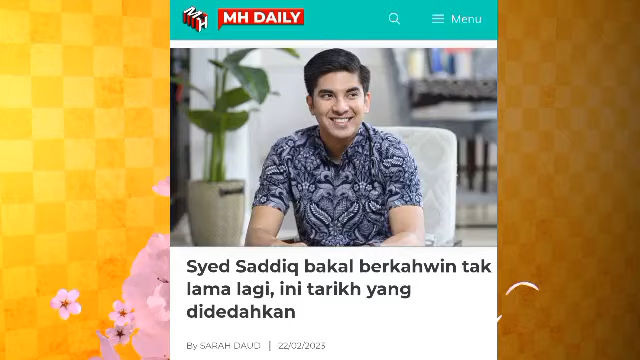 MH
MH DAILY
Menu
Syed Saddiq bakal berkahwin tak
lama lagi, ini tarikh yang
didedahkan
By SARAH DAUD | 22/02/2023